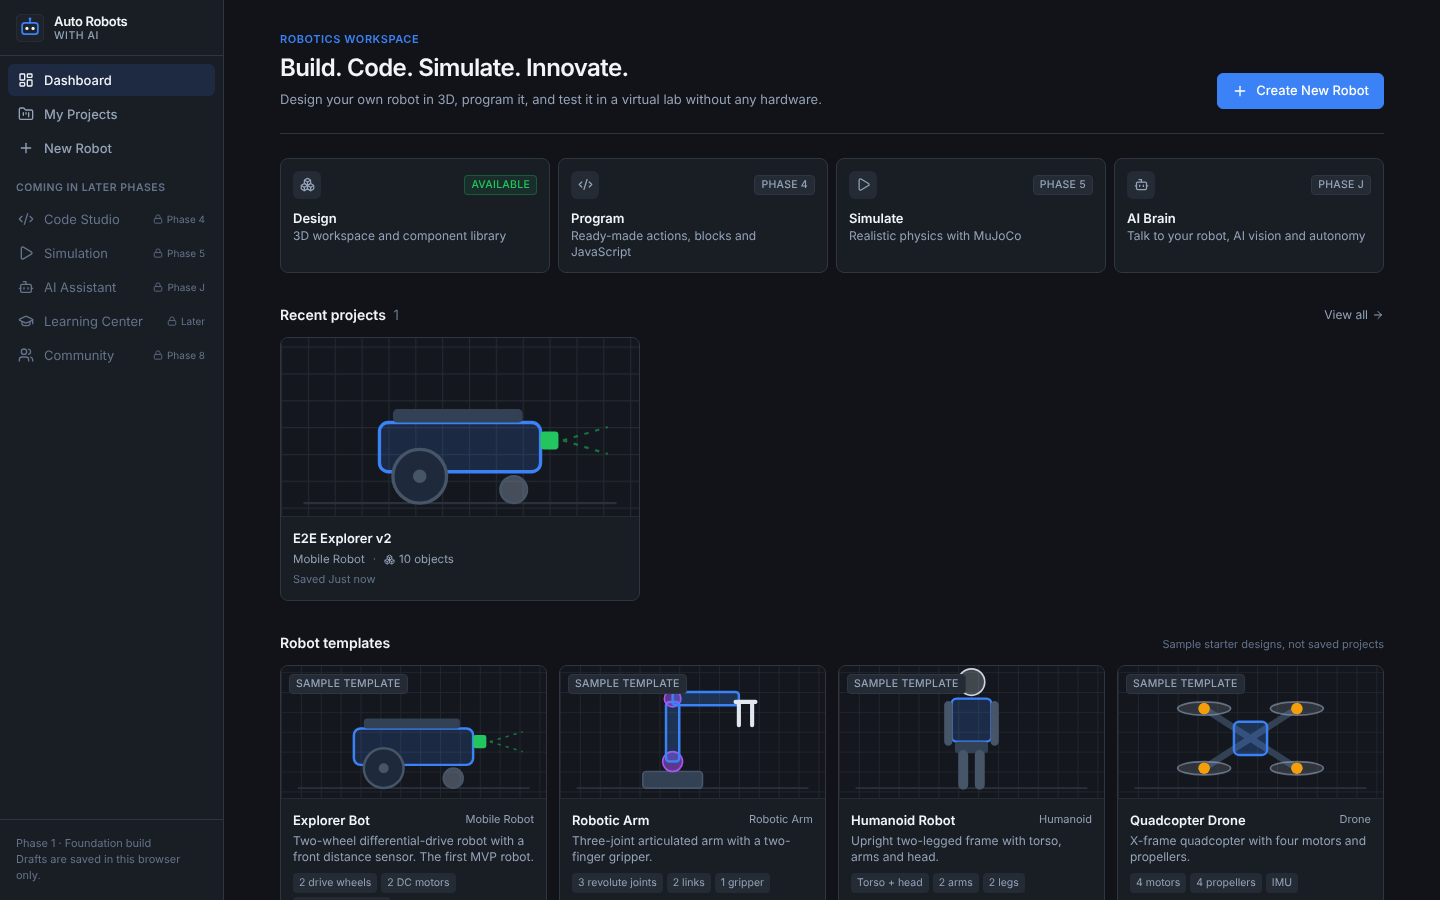 Auto Robots
WITH AI
Dashboard
My Projects
New Robot
COMING IN LATER PHASES
Code Studio Phase 4
Simulation Phase 5
AI Assistant Phase J
Learning Center Later
Community Phase 8
Phase 1 · Foundation build
Drafts are saved in this browser
only.
ROBOTICS WORKSPACE
Build. Code. Simulate. Innovate.
Design your own robot in 3D, program it, and test it in a virtual lab without any hardware.
Create New Robot
AVAILABLE
Design
3D workspace and component library
PHASE 4
Program
Ready-made actions, blocks and
JavaScript
PHASE 5
Simulate
Realistic physics with MuJoCo
PHASE J
AI Brain
Talk to your robot, AI vision and autonomy
Recent projects 1
View all
E2E Explorer v2
Mobile Robot · 10 objects
Saved Just now
Robot templates
Sample starter designs, not saved projects
SAMPLE TEMPLATE
Explorer Bot Mobile Robot
Two-wheel differential-drive robot with a
front distance sensor. The first MVP robot.
2 drive wheels 2 DC motors
SAMPLE TEMPLATE
Robotic Arm Robotic Arm
Three-joint articulated arm with a two-
finger gripper.
3 revolute joints 2 links 1 gripper
SAMPLE TEMPLATE
Humanoid Robot Humanoid
Upright two-legged frame with torso,
arms and head.
Torso + head 2 arms 2 legs
SAMPLE TEMPLATE
Quadcopter Drone Drone
X-frame quadcopter with four motors and
propellers.
4 motors 4 propellers IMU